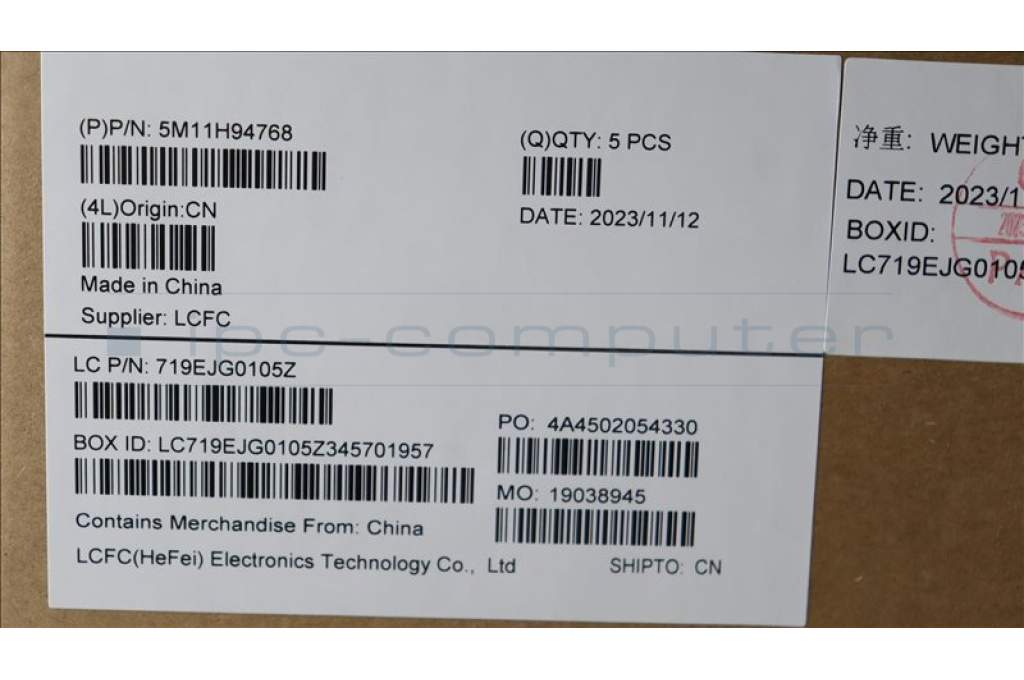 (P)P/N: 5M11H94768
(Q)QTY: 5 PCS
(4L)Origin:CN
DATE: 2023/11/12
Made in China
Supplier: LCFC
LC P/N: 719EJG0105Z
PO: 4A4502054330
BOX ID: LC719EJG0105Z345701957
MO: 19038945
Contains Merchandise From: China
LCFC(HeFei) Electronics Technology Co., Ltd
SHIPTO: CN
净重: WEIGHT
DATE: 2023/1
BOXID:
LC719EJG0105
ipc-computer